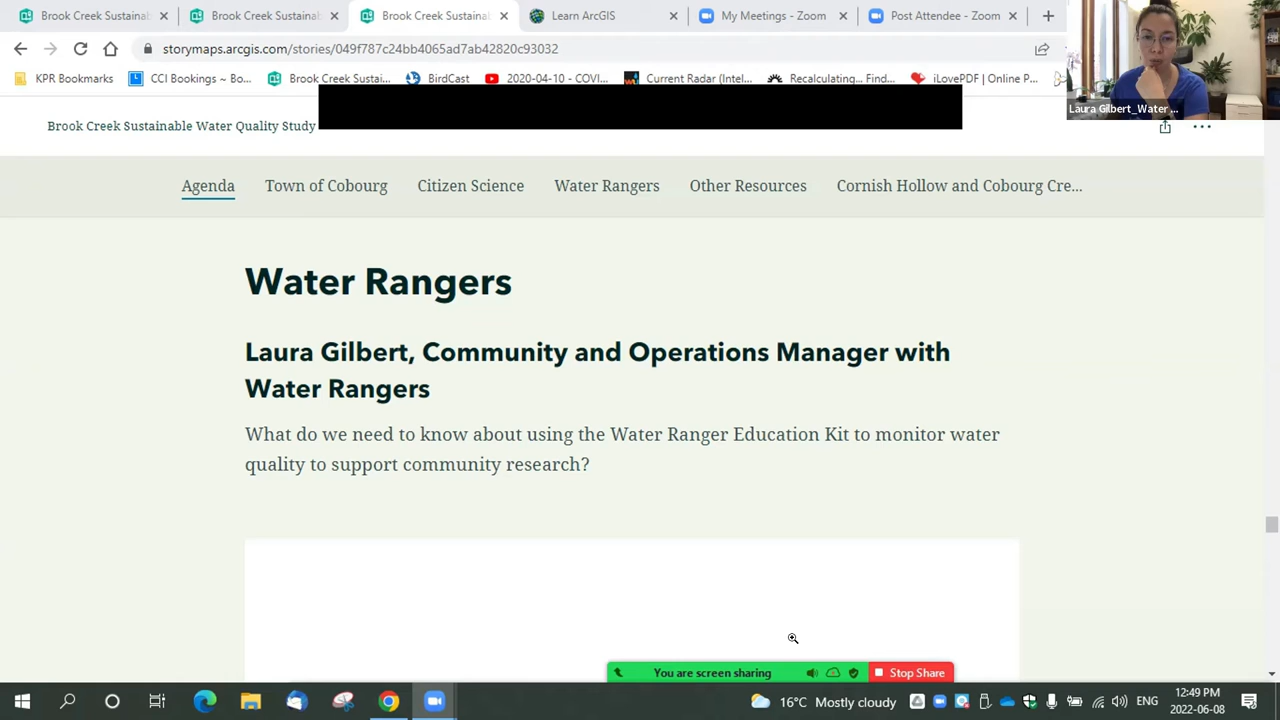 Brook Creek Sustainab
Brook Creek Sustainab
Brook Creek Sustainab
Learn ArcGIS
My Meetings - Zoom
Post Attendee - Zoom
storymaps.arcgis.com/stories/049f787c24bb4065ad7ab42820c93032
KPR Bookmarks
CCI Bookings ~ Bo...
Brook Creek Sustai...
BirdCast
2020-04-10 - COVI...
Current Radar (Intel...
Recalculating... Find...
iLovePDF | Online P...
Laura Gilbert_Water ...
Brook Creek Sustainable Water Quality Study
Agenda
Town of Cobourg
Citizen Science
Water Rangers
Other Resources
Cornish Hollow and Cobourg Cre...
Water Rangers
Laura Gilbert, Community and Operations Manager with
Water Rangers
What do we need to know about using the Water Ranger Education Kit to monitor water
quality to support community research?
You are screen sharing
Stop Share
16°C Mostly cloudy
ENG
12:49 PM
2022-06-08